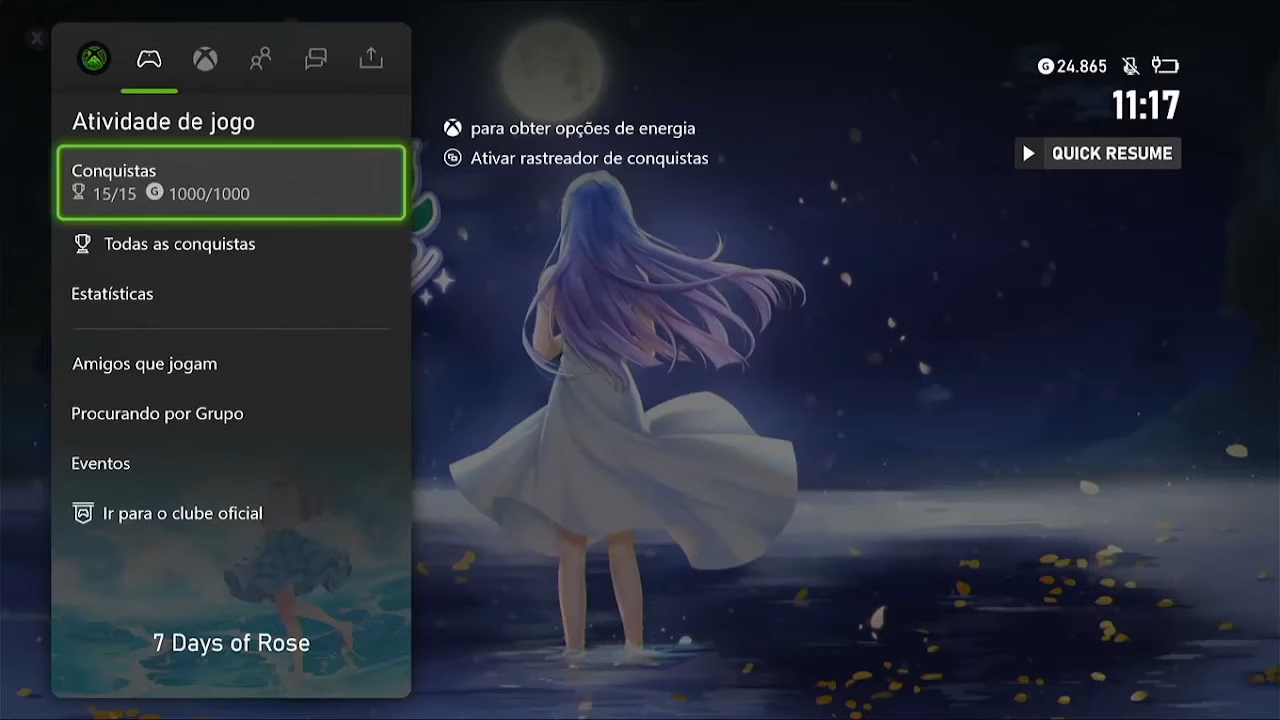 Atividade de jogo
Conquistas
15/15 G 1000/1000
Todas as conquistas
Estatísticas
Amigos que jogam
Procurando por Grupo
Eventos
Ir para o clube oficial
7 Days of Rose
para obter opções de energia
Ativar rastreador de conquistas
G 24.865
11:17
QUICK RESUME